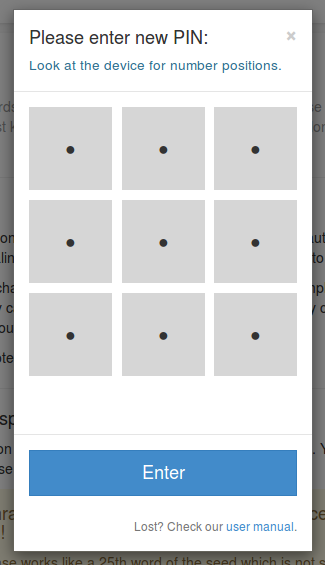 Please enter new PIN:
×
Look at the device for number positions.
• • •
• • •
• • •
Enter
Lost? Check our user manual.
works like a 25th word of the seed which is not s